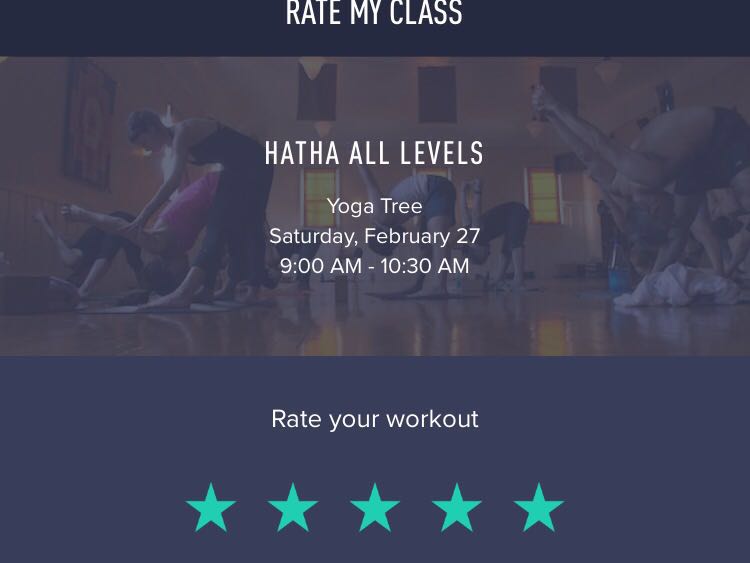 RATE MY CLASS
HATHA ALL LEVELS
Yoga Tree
Saturday, February 27
9:00 AM - 10:30 AM
Rate your workout